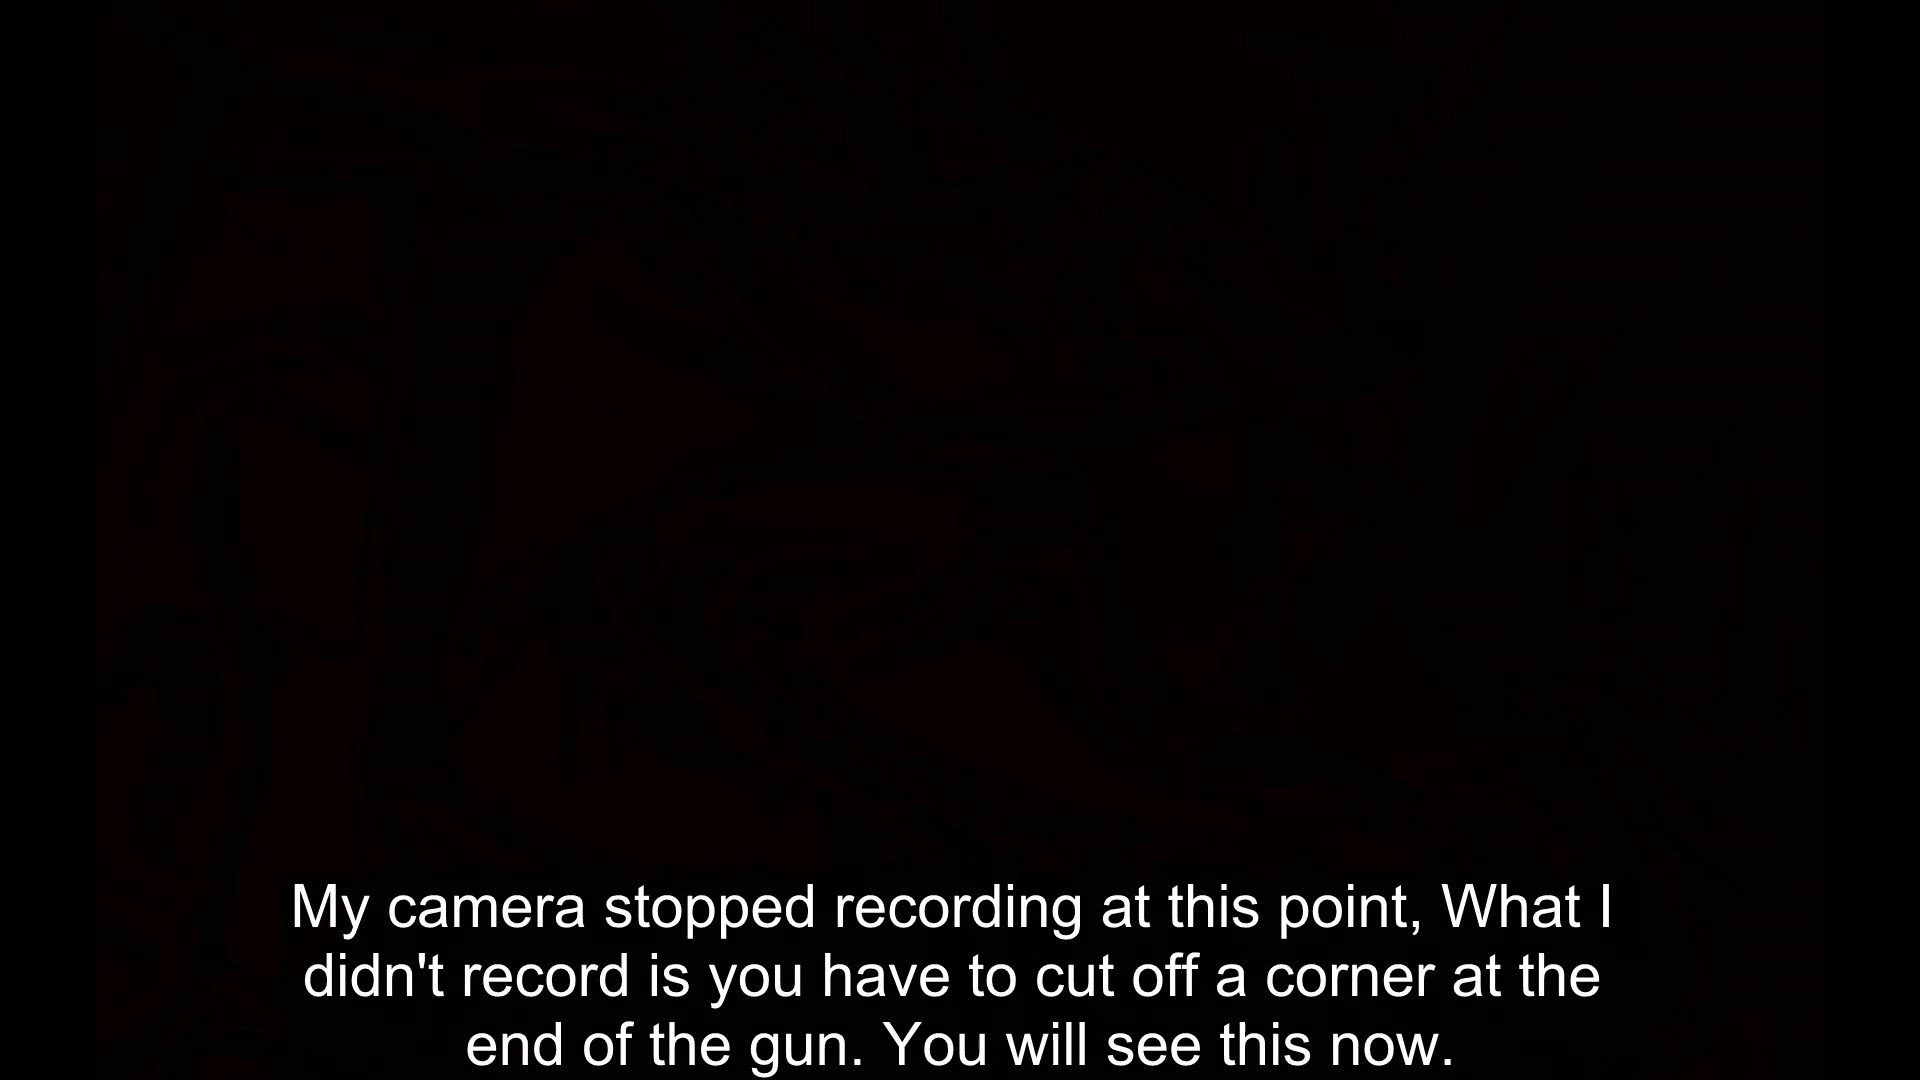 My camera stopped recording at this point, What I
didn't record is you have to cut off a corner at the
end of the gun. You will see this now.